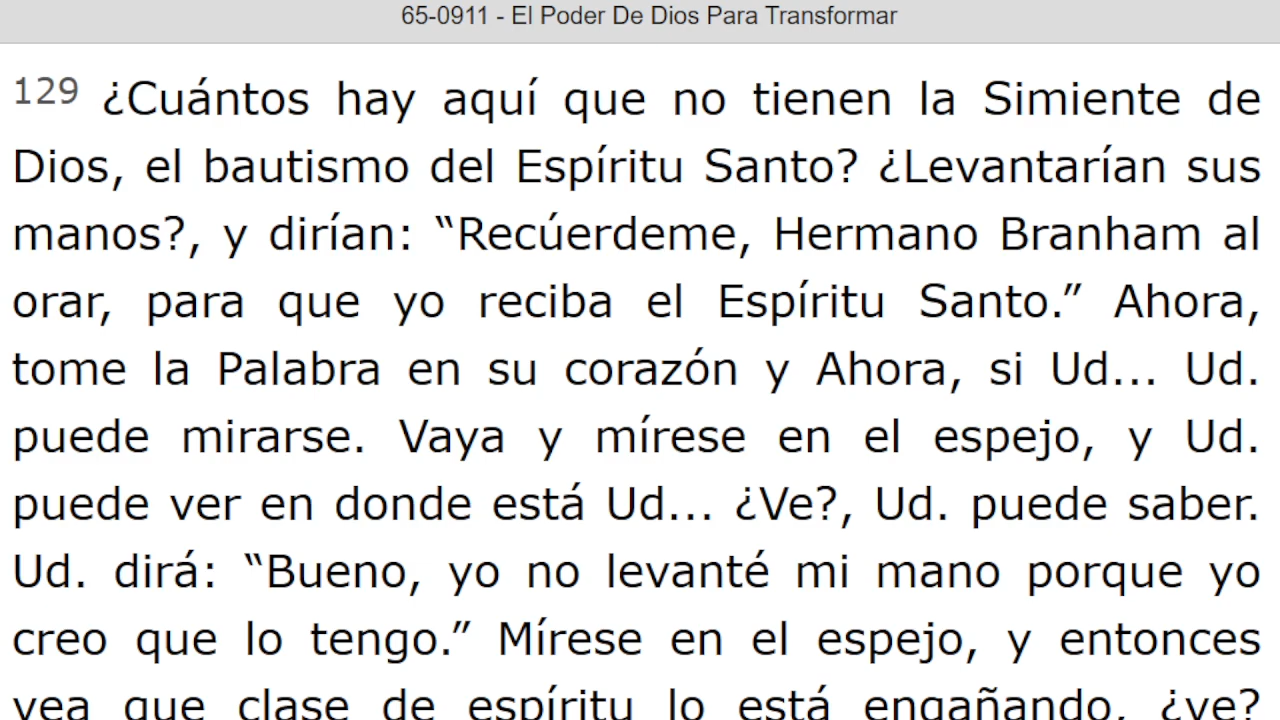 65-0911 - El Poder De Dios Para Transformar
129 ¿Cuántos hay aquí que no tienen la Simiente de
Dios, el bautismo del Espíritu Santo? ¿Levantarían sus
manos?, y dirían: “Recúerdeme, Hermano Branham al
orar, para que yo reciba el Espíritu Santo.” Ahora,
tome la Palabra en su corazón y Ahora, si Ud... Ud.
puede mirarse. Vaya y mírese en el espejo, y Ud.
puede ver en donde está Ud... ¿Ve?, Ud. puede saber.
Ud. dirá: “Bueno, yo no levanté mi mano porque yo
creo que lo tengo.” Mírese en el espejo, y entonces
vea que clase de espíritu lo está engañando, ¿ve?